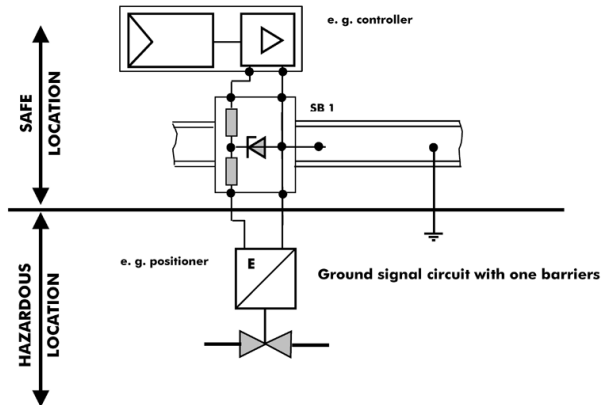 e. g. controller
SAFE
LOCATION
SB 1
e. g. positioner
E
Ground signal circuit with one barriers
HAZARDOUS
LOCATION